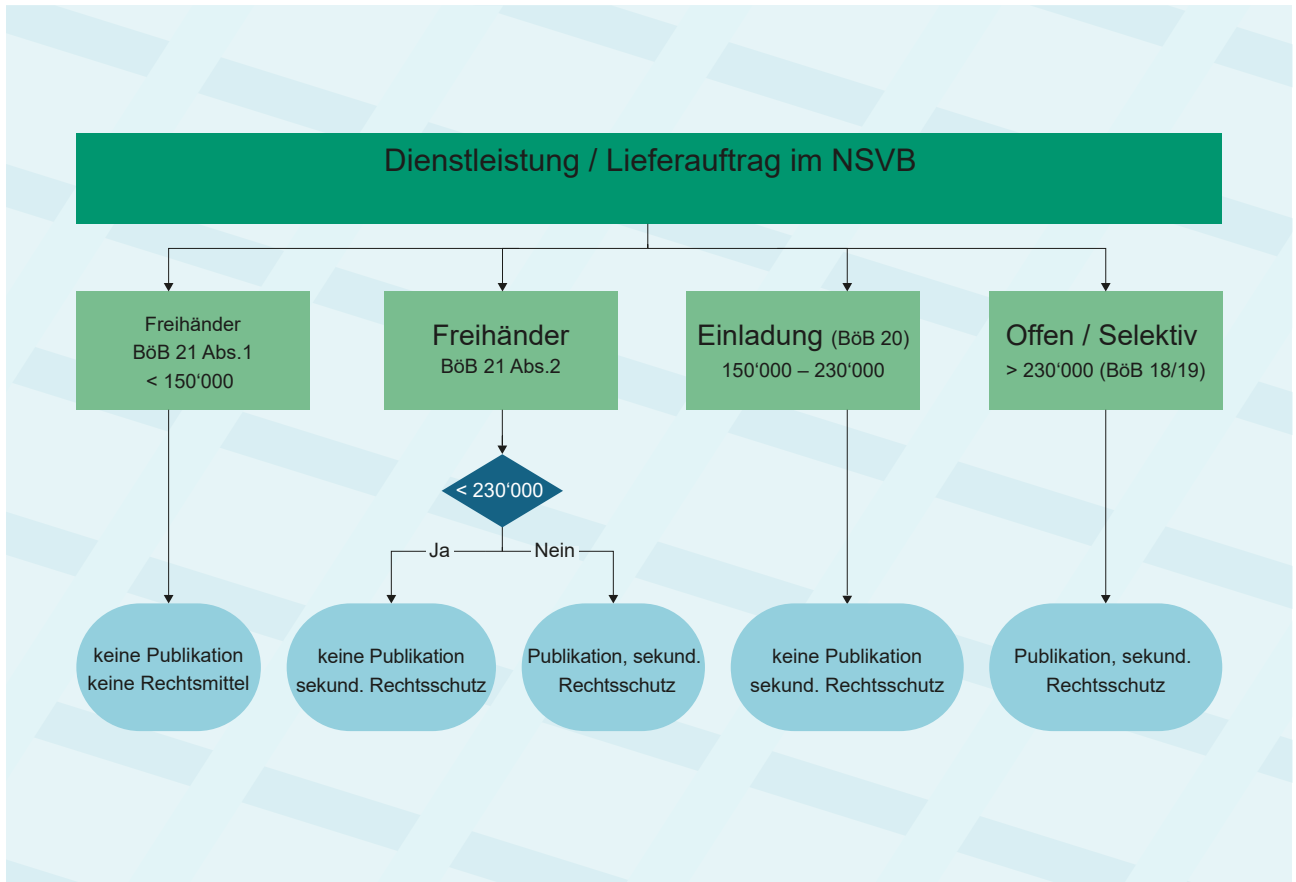 Dienstleistung / Lieferauftrag im NSVB
Freihänder
BöB 21 Abs.1
< 150‘000
Freihänder
BöB 21 Abs.2
Einladung (BöB 20)
150‘000 – 230‘000
Offen / Selektiv
> 230‘000 (BöB 18/19)
< 230‘000
Ja
Nein
keine Publikation
keine Rechtsmittel
keine Publikation
sekund. Rechtsschutz
Publikation, sekund.
Rechtsschutz
keine Publikation
sekund. Rechtsschutz
Publikation, sekund.
Rechtsschutz